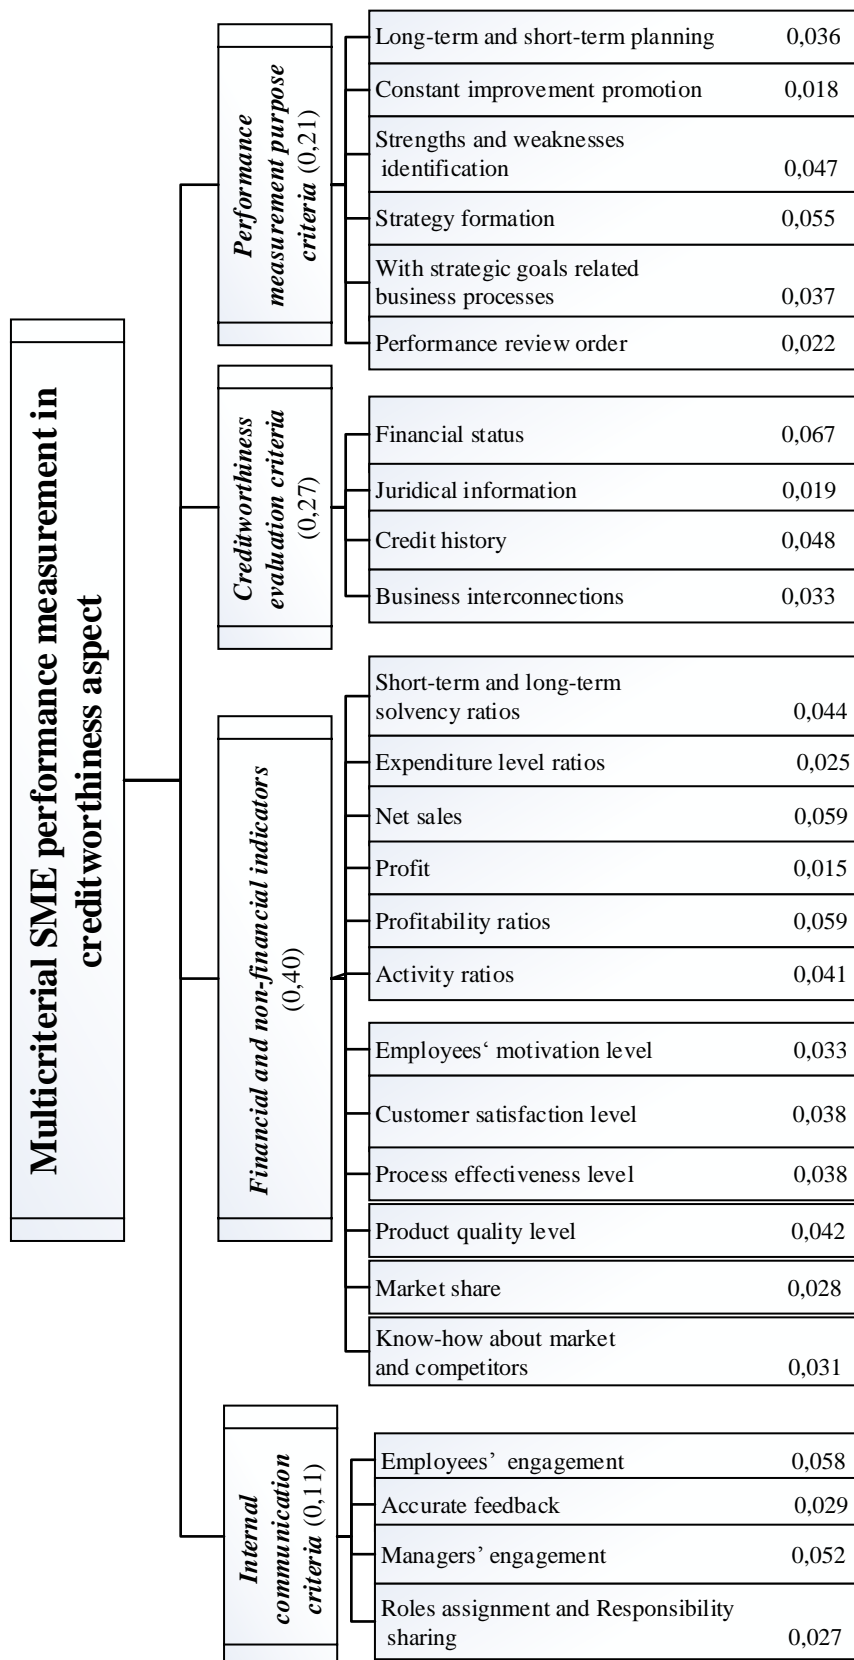 Multicriterial SME performance measurement in
creditworthiness aspect
Performance
measurement purpose
criteria (0,21)
Long-term and short-term planning 0,036
Constant improvement promotion 0,018
Strengths and weaknesses
identification 0,047
Strategy formation 0,055
With strategic goals related
business processes 0,037
Performance review order 0,022
Creditworthiness
evaluation criteria
(0,27)
Financial status 0,067
Juridical information 0,019
Credit history 0,048
Business interconnections 0,033
Financial and non-financial indicators
(0,40)
Short-term and long-term
solvency ratios 0,044
Expenditure level ratios 0,025
Net sales 0,059
Profit 0,015
Profitability ratios 0,059
Activity ratios 0,041
Employees‘ motivation level 0,033
Customer satisfaction level 0,038
Process effectiveness level 0,038
Product quality level 0,042
Market share 0,028
Know-how about market
and competitors 0,031
Internal
communication
criteria (0,11)
Employees’ engagement 0,058
Accurate feedback 0,029
Managers’ engagement 0,052
Roles assignment and Responsibility
sharing 0,027